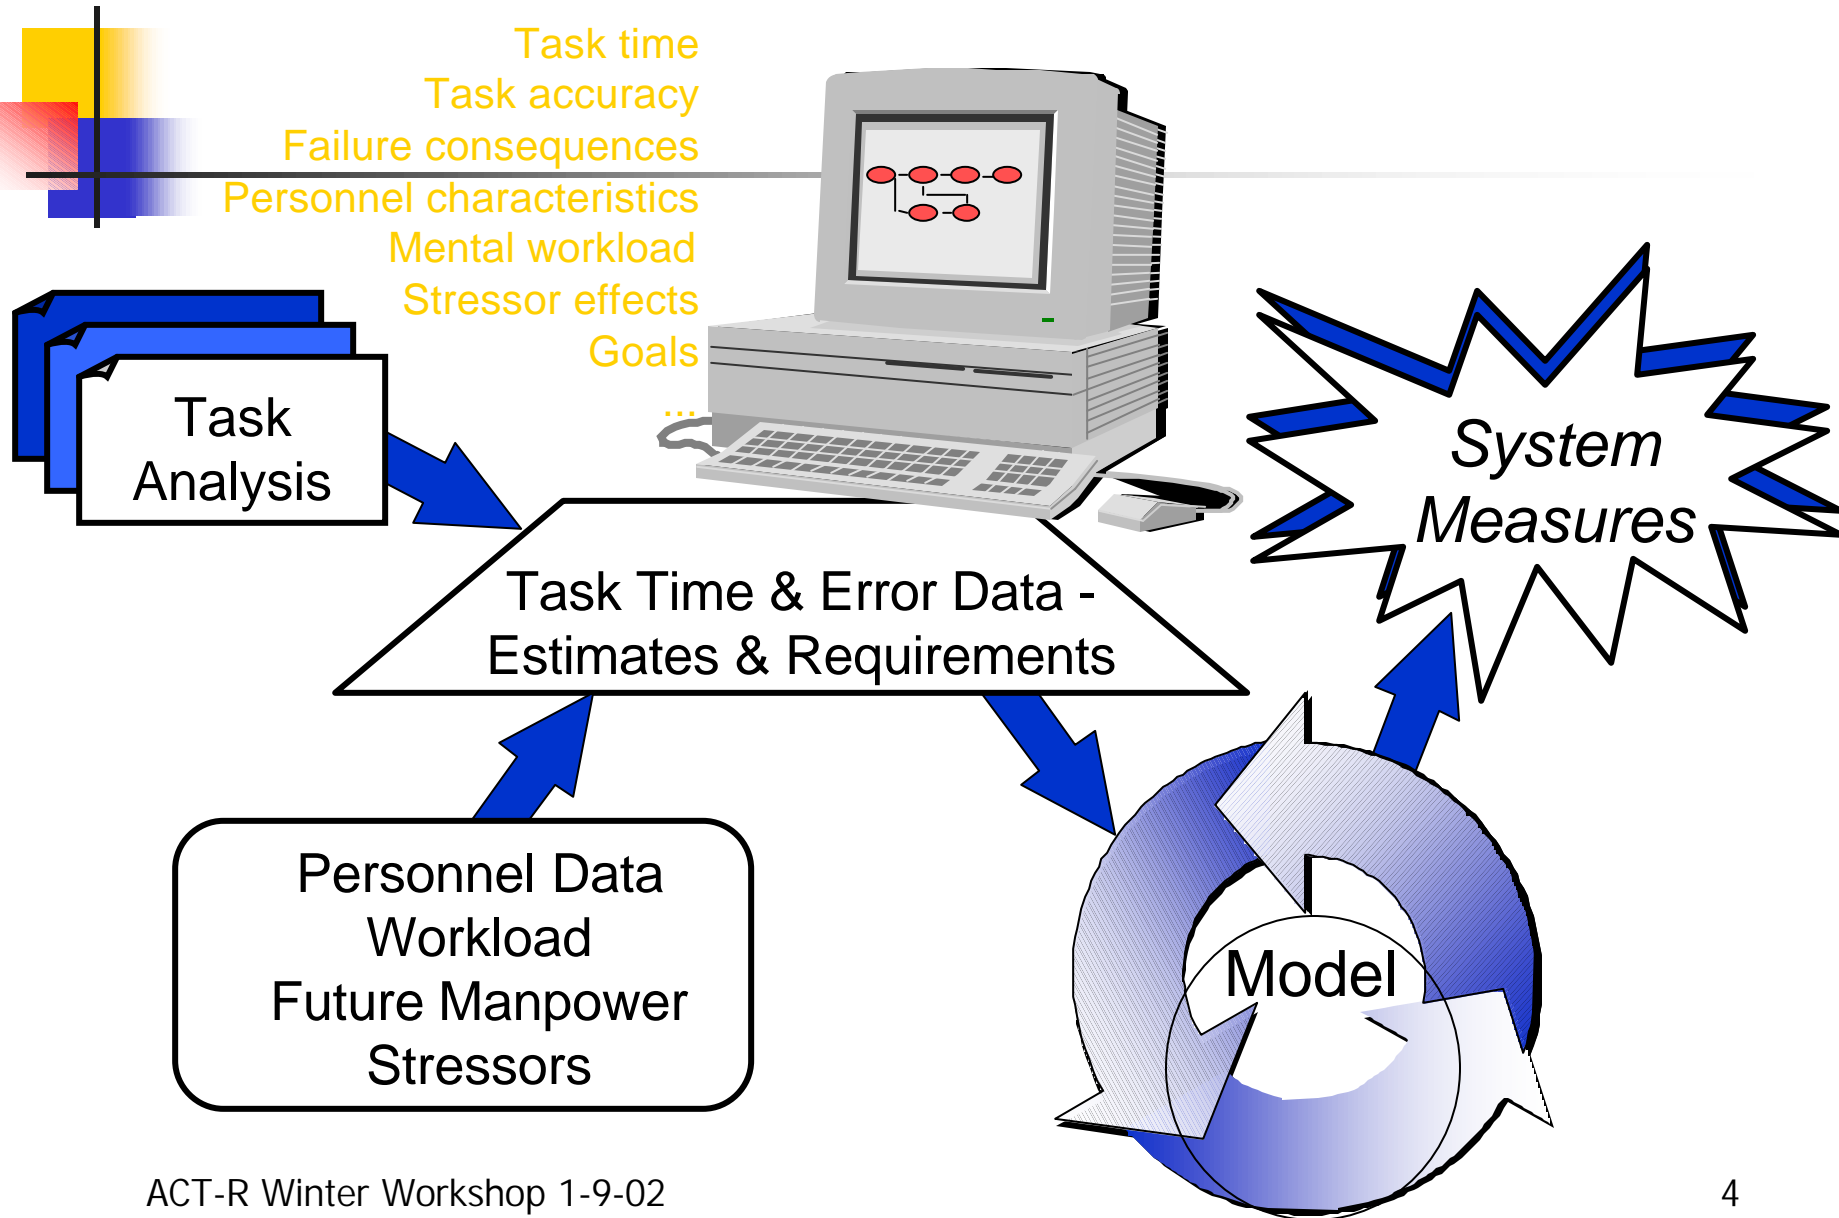 Task time
Task accuracy
Failure consequences
Personnel characteristics
Mental workload
Stressor effects
Goals
...
Task
Analysis
System
Measures
Task Time & Error Data -
Estimates & Requirements
Personnel Data
Workload
Future Manpower
Stressors
Model
ACT-R Winter Workshop 1-9-02
4